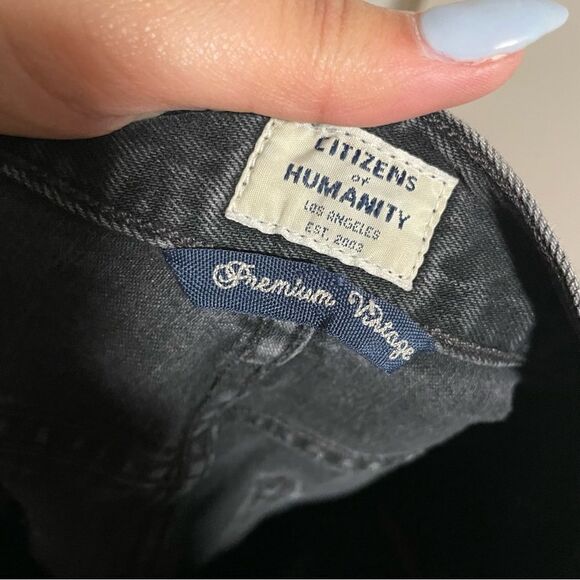 CITIZENS
OF
HUMANITY
LOS ANGELES
EST. 2003
Premium Vintage